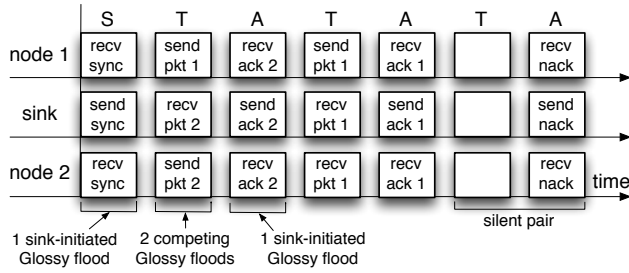 S T A T A T A
node 1
recv sync
send pkt 1
recv ack 2
send pkt 1
recv ack 1
recv nack
sink
send sync
recv pkt 2
send ack 2
recv pkt 1
send ack 1
send nack
node 2
recv sync
send pkt 2
recv ack 2
recv pkt 1
recv ack 1
recv nack
time
1 sink-initiated
Glossy flood
2 competing
Glossy floods
1 sink-initiated
Glossy flood
silent pair